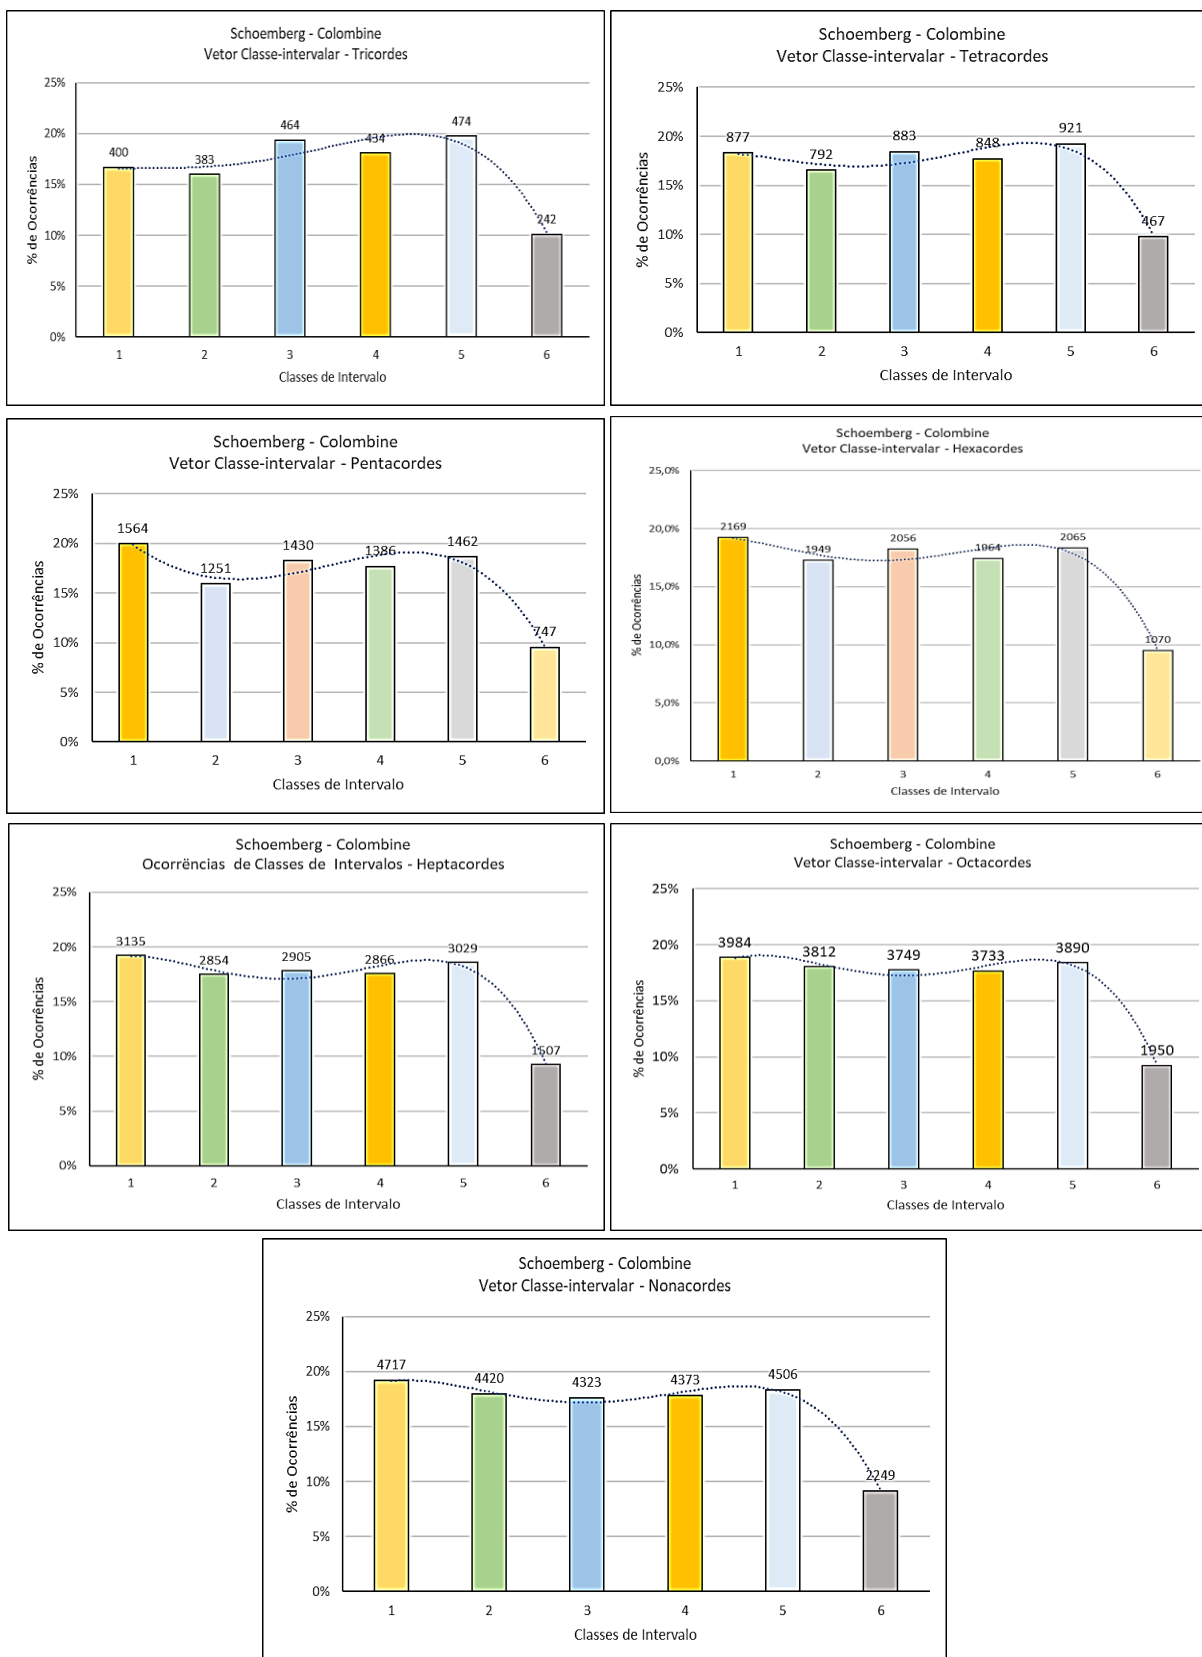 Schoemberg - Colombine
Vetor Classe-intervalar - Tricordes
25%
20%
15%
10%
5%
0%
% de Ocorrências
400
383
464
434
474
242
1 2 3 4 5 6
Classes de Intervalo
Schoemberg - Colombine
Vetor Classe-intervalar - Tetracordes
25%
20%
15%
10%
5%
0%
% de Ocorrências
877
792
883
848
921
467
1 2 3 4 5 6
Classes de Intervalo
Schoemberg - Colombine
Vetor Classe-intervalar - Pentacordes
25%
20%
15%
10%
5%
0%
% de Ocorrências
1564
1251
1430
1386
1462
747
1 2 3 4 5 6
Classes de Intervalo
Schoemberg - Colombine
Vetor Classe-intervalar - Hexacordes
25,0%
20,0%
15,0%
10,0%
5,0%
0,0%
% de Ocorrências
2169
1949
2056
1964
2065
1070
1 2 3 4 5 6
Classes de Intervalo
Schoemberg - Colombine
Ocorrëncias de Classes de Intervalos - Heptacordes
25%
20%
15%
10%
5%
0%
% de Ocorrências
3135
2854
2905
2866
3029
1507
1 2 3 4 5 6
Classes de Intervalo
Schoemberg - Colombine
Vetor Classe-intervalar - Octacordes
25%
20%
15%
10%
5%
0%
% de Ocorrências
3984
3812
3749
3733
3890
1950
1 2 3 4 5 6
Classes de Intervalo
Schoemberg - Colombine
Vetor Classe-intervalar - Nonacordes
25%
20%
15%
10%
5%
0%
% de Ocorrências
4717
4420
4323
4373
4506
2249
1 2 3 4 5 6
Classes de Intervalo